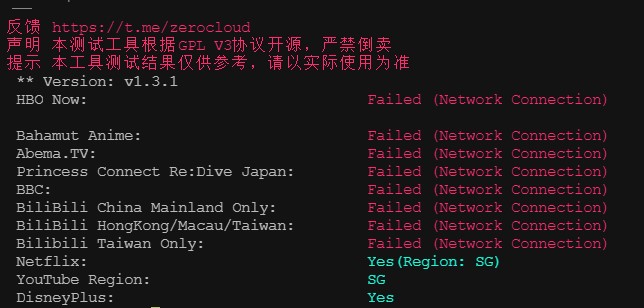 反馈 https://t.me/zerocloud
声明 本测试工具根据GPL V3协议开源，严禁倒卖
提示 本工具测试结果仅供参考，请以实际使用为准
** Version: v1.3.1
HBO Now: Failed (Network Connection)
Bahamut Anime: Failed (Network Connection)
Abema.TV: Failed (Network Connection)
Princess Connect Re:Dive Japan: Failed (Network Connection)
BBC: Failed (Network Connection)
BiliBili China Mainland Only: Failed (Network Connection)
BiliBili HongKong/Macau/Taiwan: Failed (Network Connection)
Bilibili Taiwan Only: Failed (Network Connection)
Netflix: Yes(Region: SG)
YouTube Region: SG
DisneyPlus: Yes